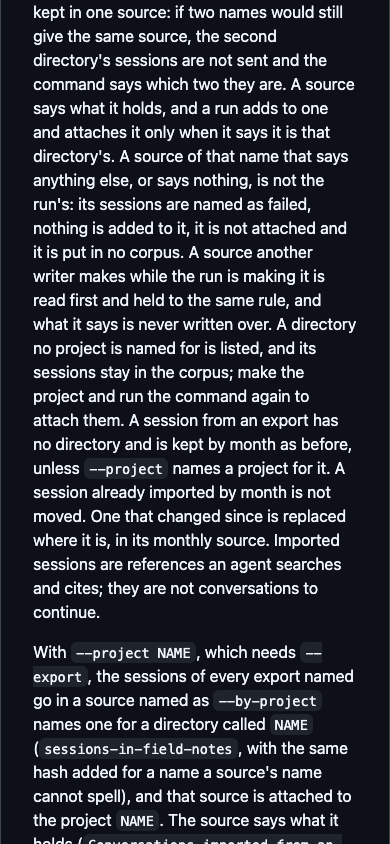 kept in one source: if two names would still
give the same source, the second
directory's sessions are not sent and the
command says which two they are. A source
says what it holds, and a run adds to one
and attaches it only when it says it is that
directory's. A source of that name that says
anything else, or says nothing, is not the
run's: its sessions are named as failed,
nothing is added to it, it is not attached and
it is put in no corpus. A source another
writer makes while the run is making it is
read first and held to the same rule, and
what it says is never written over. A directory
no project is named for is listed, and its
sessions stay in the corpus; make the
project and run the command again to
attach them. A session from an export has
no directory and is kept by month as before,
unless --project names a project for it. A
session already imported by month is not
moved. One that changed since is replaced
where it is, in its monthly source. Imported
sessions are references an agent searches
and cites; they are not conversations to
continue.
With --project NAME, which needs --
export, the sessions of every export named
go in a source named as --by-project
names one for a directory called NAME
(sessions-in-field-notes, with the same
hash added for a name a source's name
cannot spell), and that source is attached to
the project NAME. The source says what it
holds (Conversations imported from an